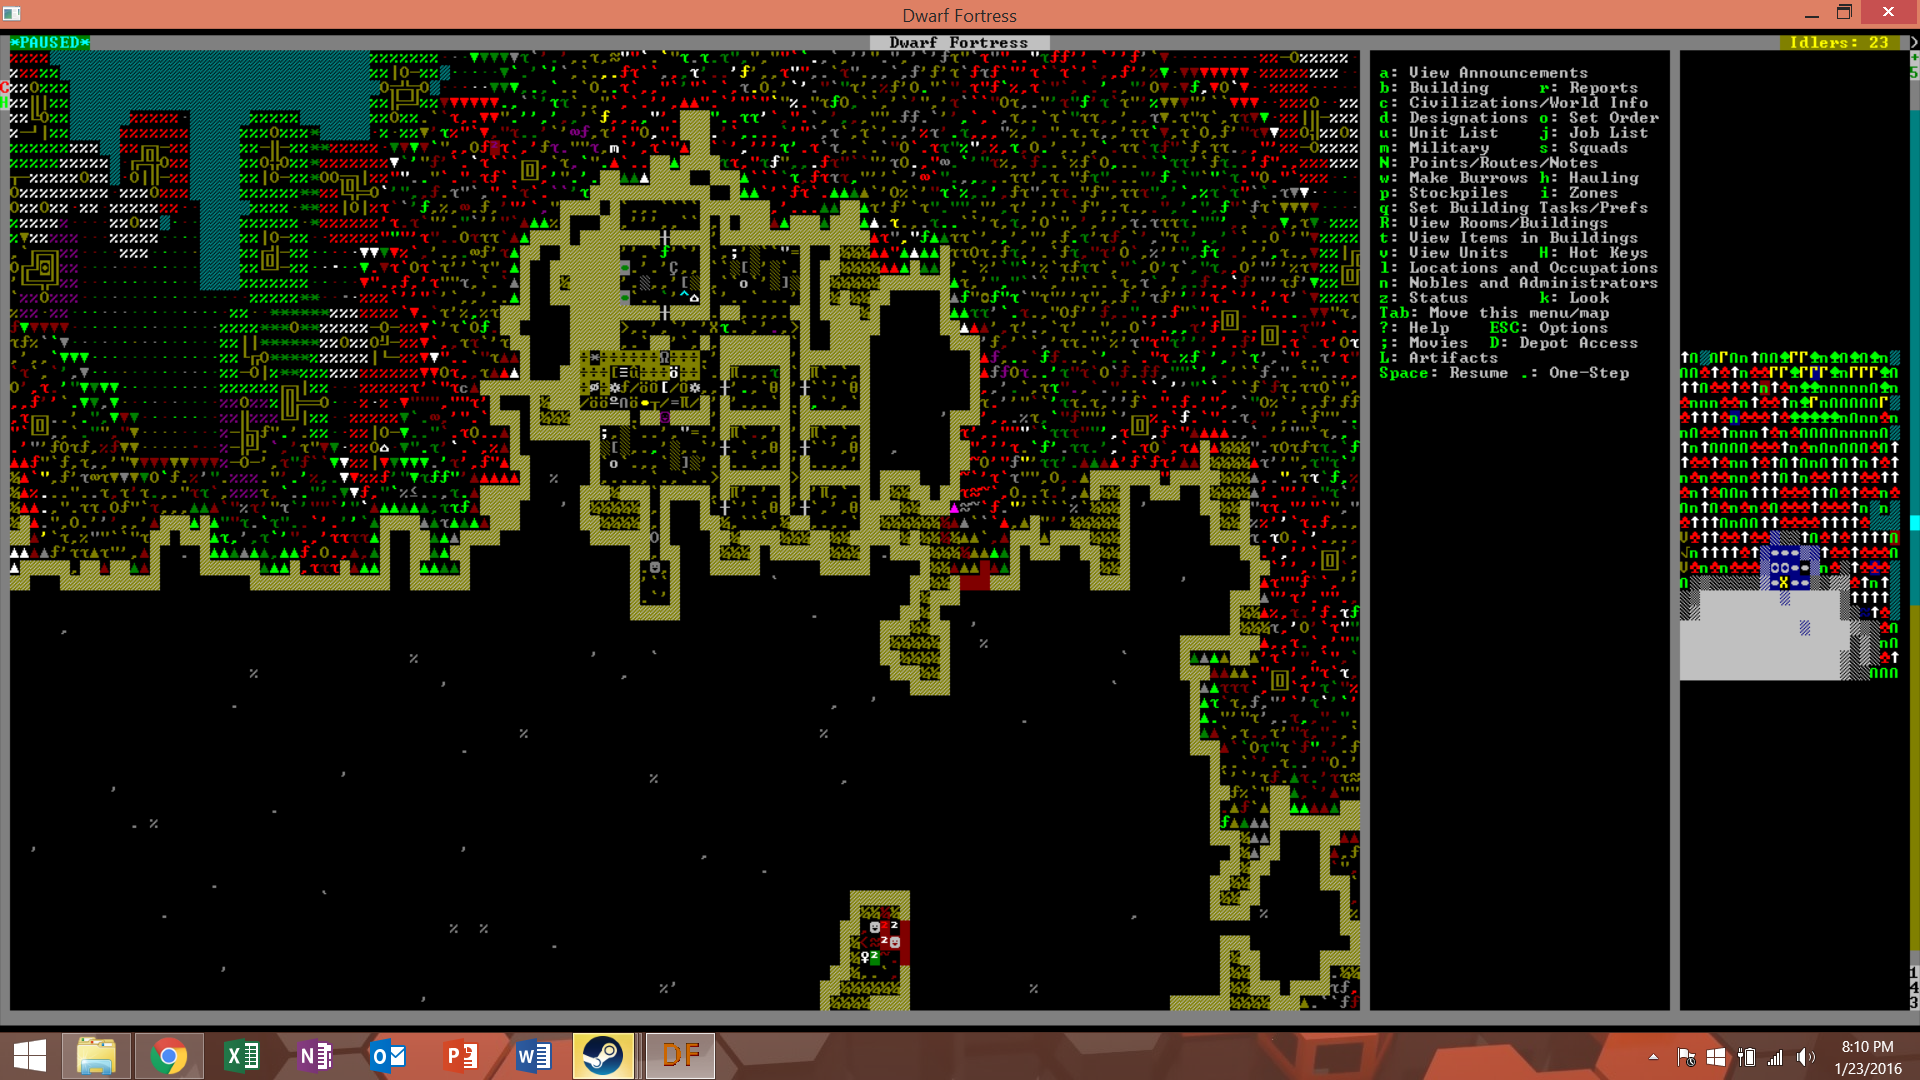 Dwarf Fortress
*PAUSED*
Dwarf Fortress
Idlers: 23
a: View Announcements
b: Building r: Reports
c: Civilizations/World Info
d: Designations o: Set Order
u: Unit List j: Job List
m: Military s: Squads
N: Points/Routes/Notes
w: Make Burrows h: Hauling
p: Stockpiles i: Zones
q: Set Building Tasks/Prefs
R: View Rooms/Buildings
t: View Items in Buildings
v: View Units H: Hot Keys
l: Locations and Occupations
n: Nobles and Administrators
z: Status k: Look
Tab: Move this menu/map
?: Help ESC: Options
;: Movies D: Depot Access
L: Artifacts
Space: Resume .: One-Step
DF
8:10 PM
1/23/2016